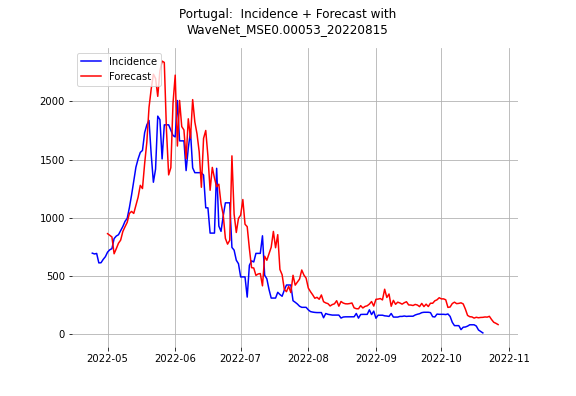 Portugal:  Incidence + Forecast with
WaveNet_MSE0.00053_20220815
Incidence
Forecast
2000
1500
1000
500
0
2022-05 2022-06 2022-07 2022-08 2022-09 2022-10 2022-11